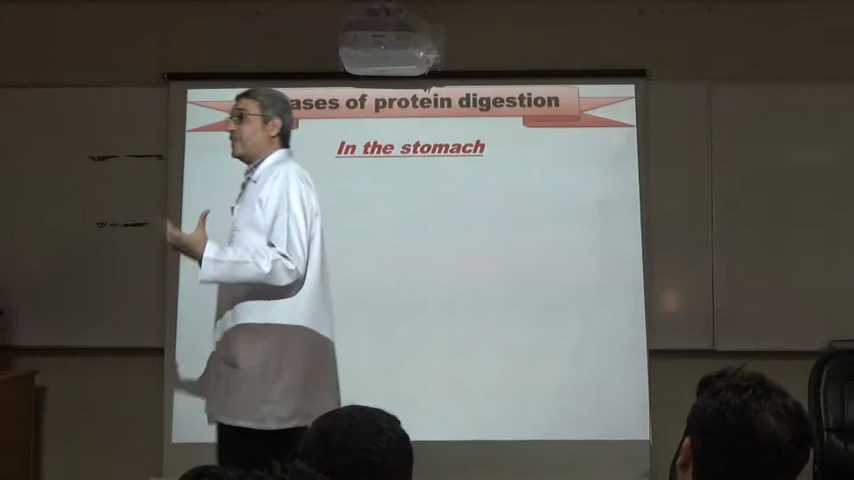 ases of protein digestion
In the stomach